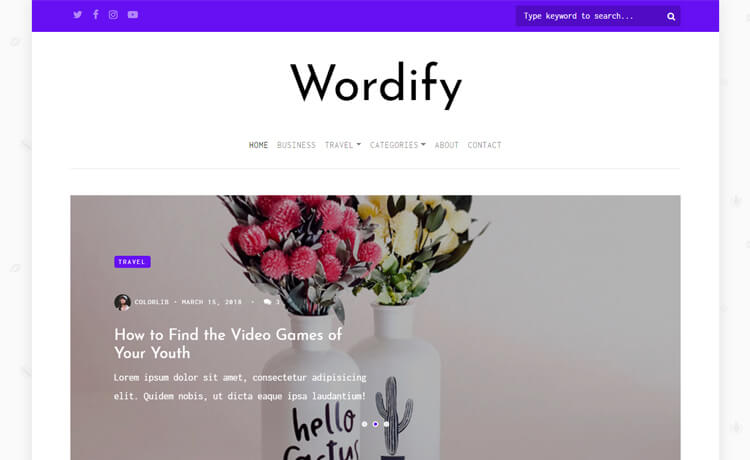 Type keyword to search...
Wordify
HOME BUSINESS TRAVEL CATEGORIES ABOUT CONTACT
TRAVEL
COLORLIB • MARCH 15, 2018 • 3
How to Find the Video Games of
Your Youth
Lorem ipsum dolor sit amet, consectetur adipisicing
elit. Quidem nobis, ut dicta eaque ipsa laudantium!
hello
Cactus